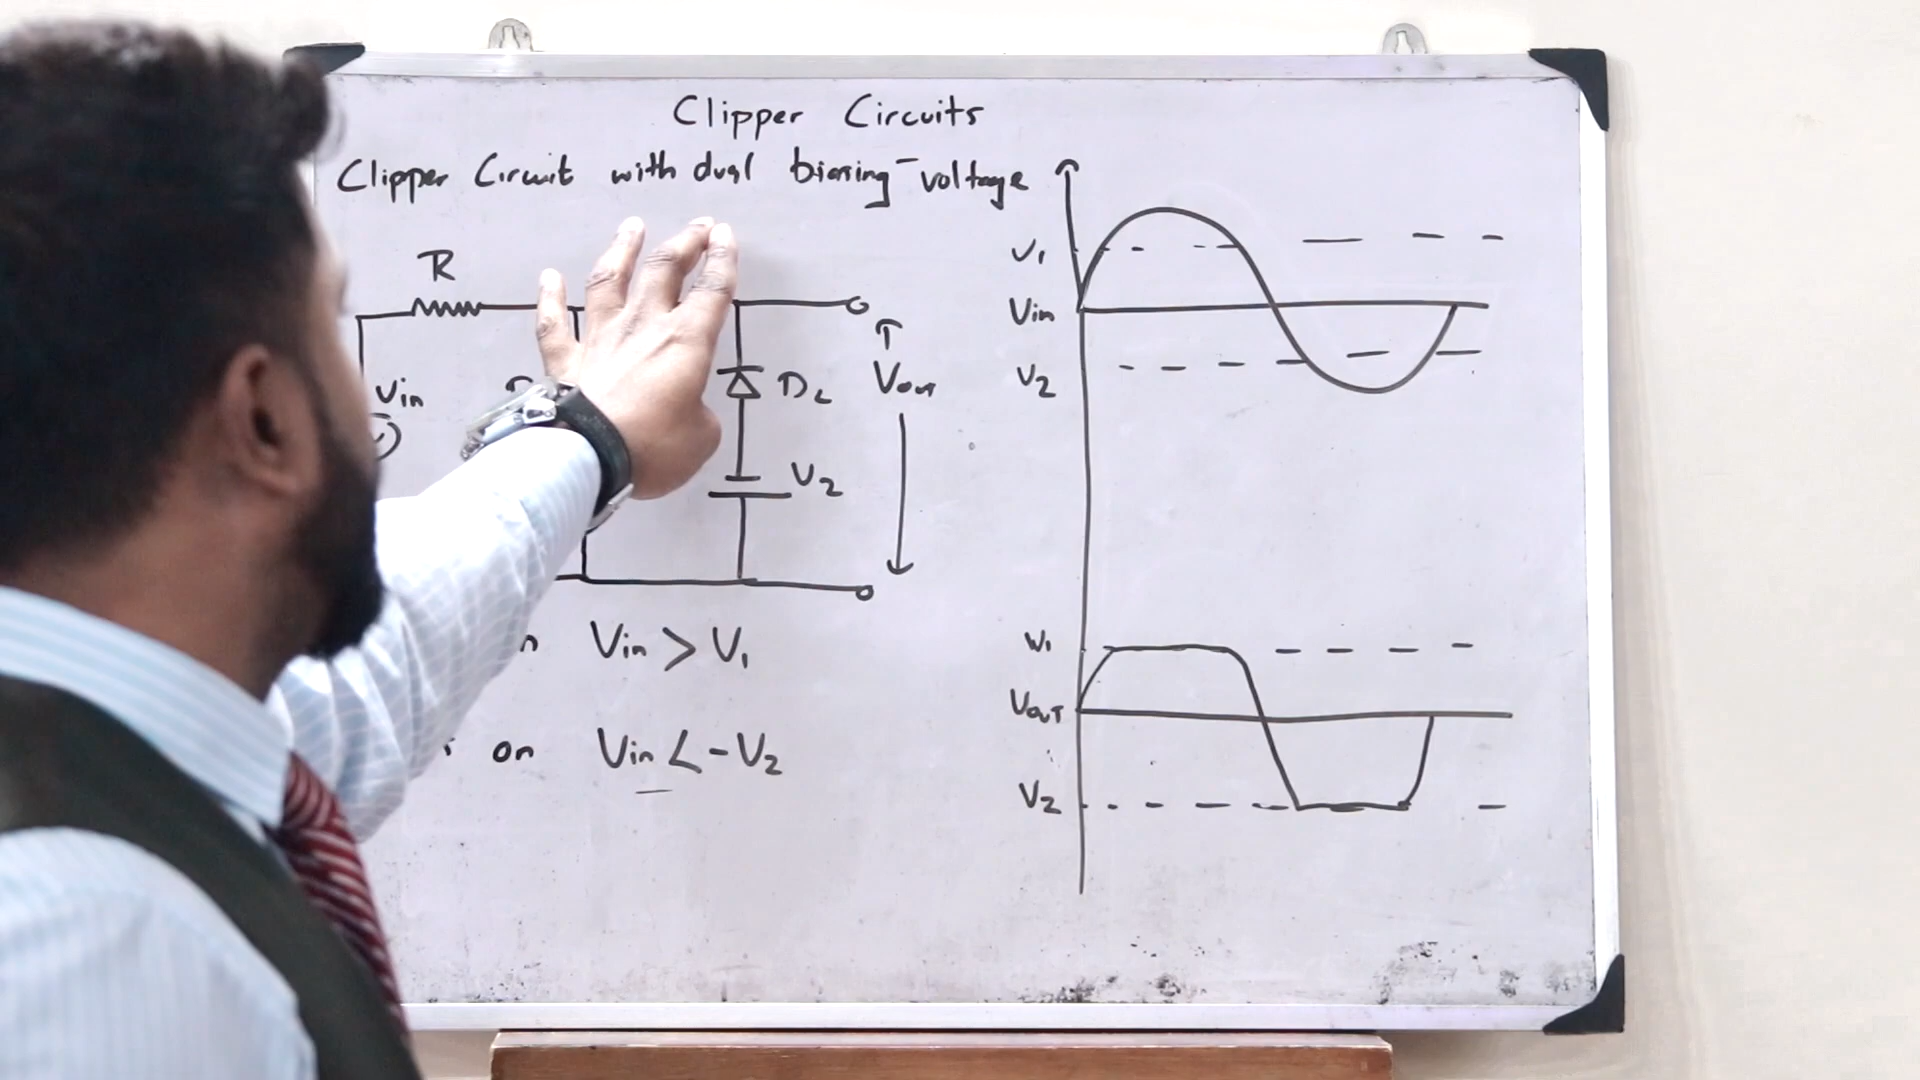 Clipper Circuits
Clipper Circuit with dual biasing voltage
R
Vin
D2
Vout
V2
Vin > V1
on Vin < -V2
V1
Vin
V2
V1
VOUT
V2